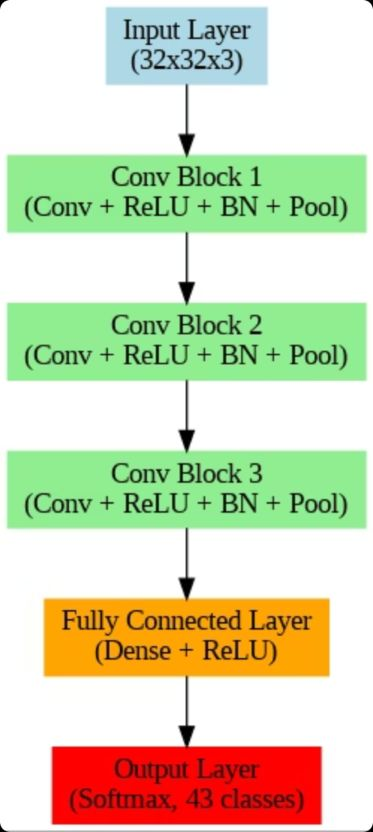 Input Layer
(32x32x3)
Conv Block 1
(Conv + ReLU + BN + Pool)
Conv Block 2
(Conv + ReLU + BN + Pool)
Conv Block 3
(Conv + ReLU + BN + Pool)
Fully Connected Layer
(Dense + ReLU)
Output Layer
(Softmax, 43 classes)